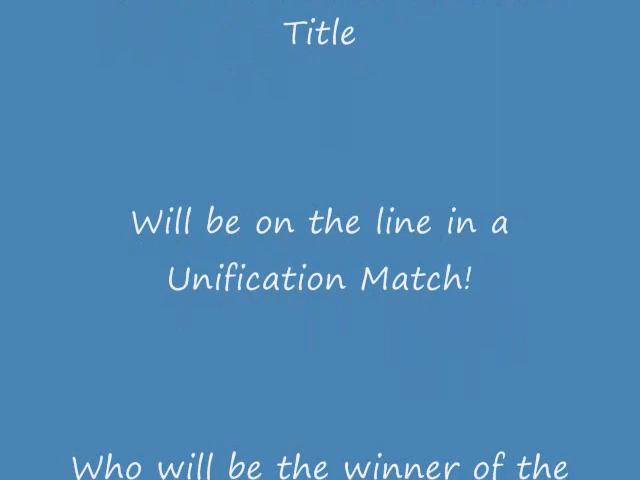 Title
Will be on the line in a
Unification Match!
Who will be the winner of the